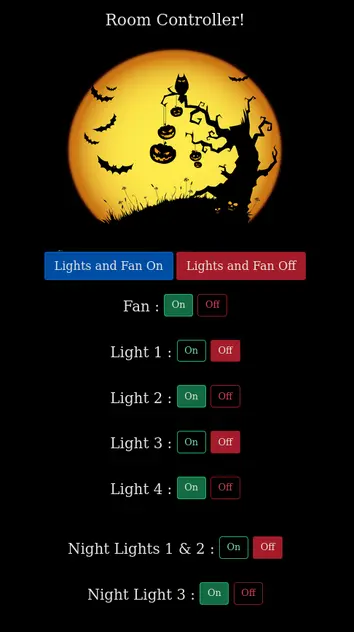 Room Controller!
Lights and Fan On Lights and Fan Off
Fan : On Off
Light 1 : On Off
Light 2 : On Off
Light 3 : On Off
Light 4 : On Off
Night Lights 1 & 2 : On Off
Night Light 3 : On Off